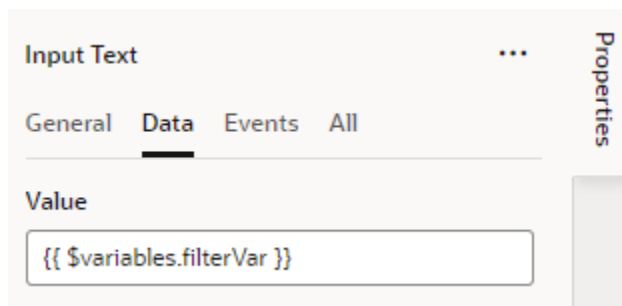 Input Text
...
Properties
General Data Events All
Value
{{ $variables.filterVar }}